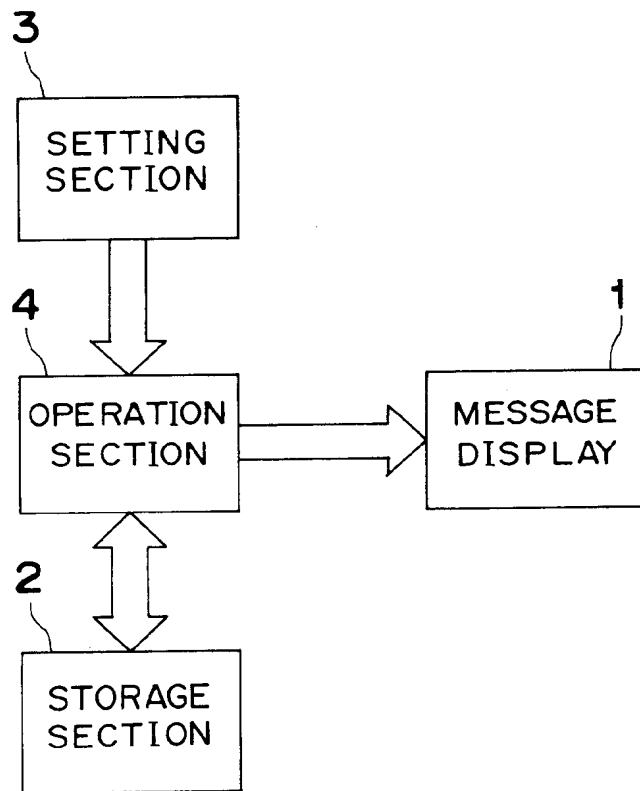 3
SETTING
SECTION
4
OPERATION
SECTION
1
MESSAGE
DISPLAY
2
STORAGE
SECTION